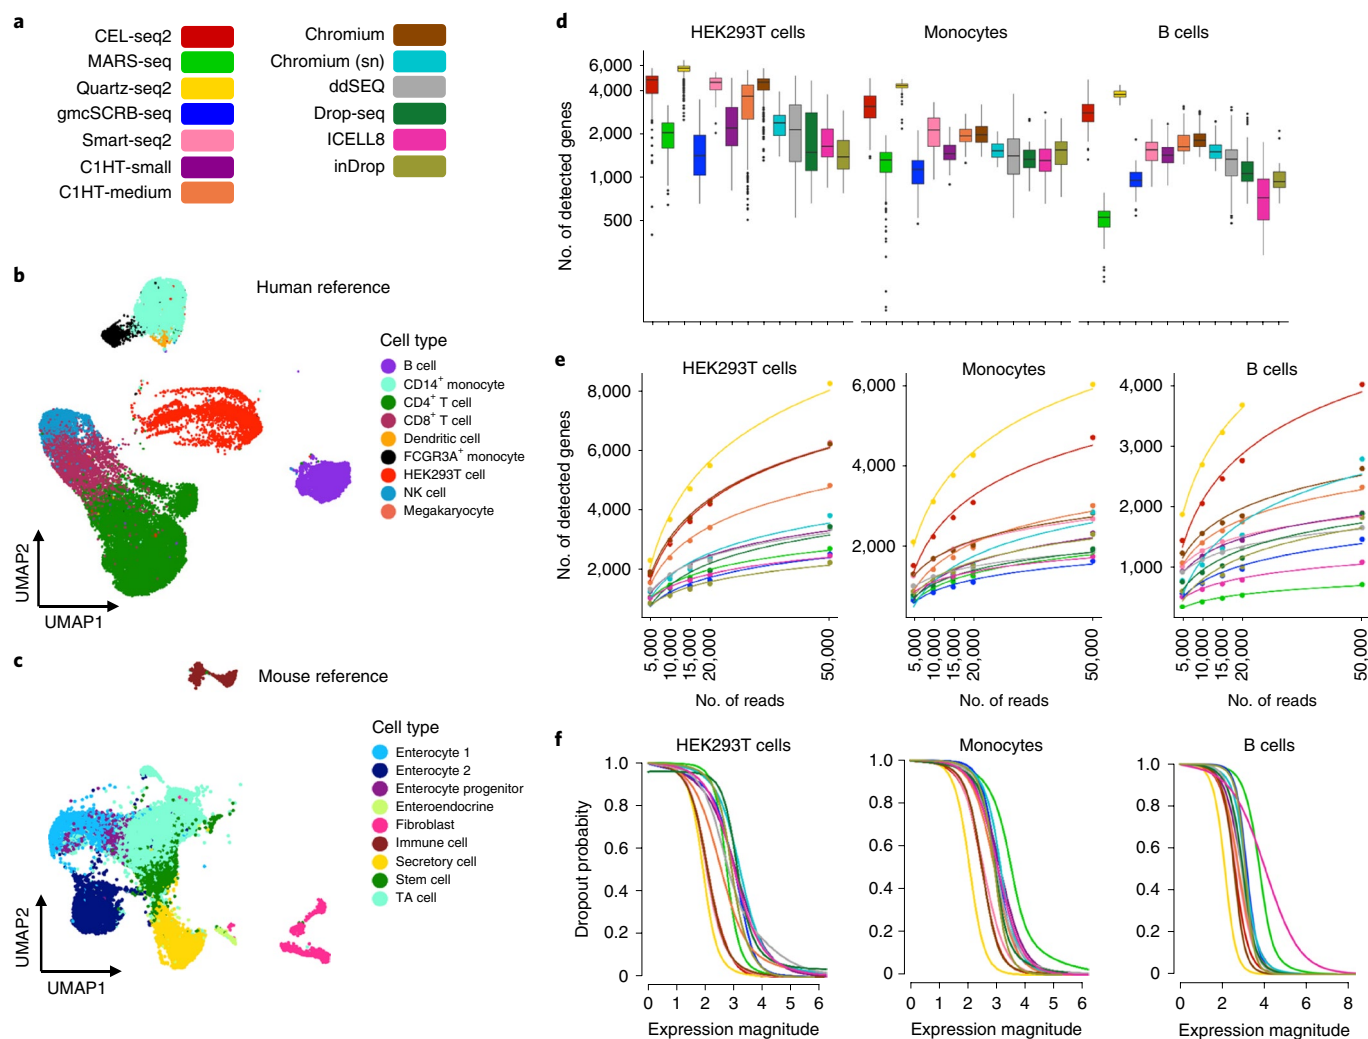 a
CEL-seq2
MARS-seq
Quartz-seq2
gmcSCRB-seq
Smart-seq2
C1HT-small
C1HT-medium
Chromium
Chromium (sn)
ddSEQ
Drop-seq
ICELL8
inDrop
b
Human reference
Cell type
B cell
CD14+ monocyte
CD4+ T cell
CD8+ T cell
Dendritic cell
FCGR3A+ monocyte
HEK293T cell
NK cell
Megakaryocyte
UMAP2
UMAP1
c
Mouse reference
Cell type
Enterocyte 1
Enterocyte 2
Enterocyte progenitor
Enteroendocrine
Fibroblast
Immune cell
Secretory cell
Stem cell
TA cell
UMAP2
UMAP1
d
HEK293T cells
Monocytes
B cells
No. of detected genes
6,000
4,000
2,000
1,000
500
e
HEK293T cells
Monocytes
B cells
No. of detected genes
8,000
6,000
4,000
2,000
6,000
4,000
2,000
4,000
3,000
2,000
1,000
5,000
10,000
15,000
20,000
50,000
5,000
10,000
15,000
20,000
50,000
5,000
10,000
15,000
20,000
50,000
No. of reads
No. of reads
No. of reads
f
HEK293T cells
Monocytes
B cells
Dropout probabity
1.0
0.8
0.6
0.4
0.2
0
1.0
0.8
0.6
0.4
0.2
0
1.0
0.8
0.6
0.4
0.2
0
0 1 2 3 4 5 6
0 1 2 3 4 5 6
0 2 4 6 8
Expression magnitude
Expression magnitude
Expression magnitude